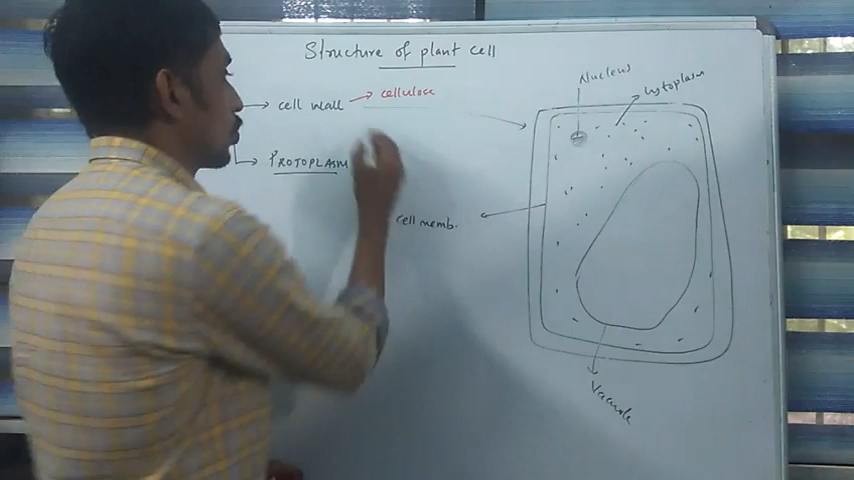 Structure of plant cell
cell wall → cellulose
PROTOPLASM
cell memb.
Nucleus
cytoplasm
Vacuole